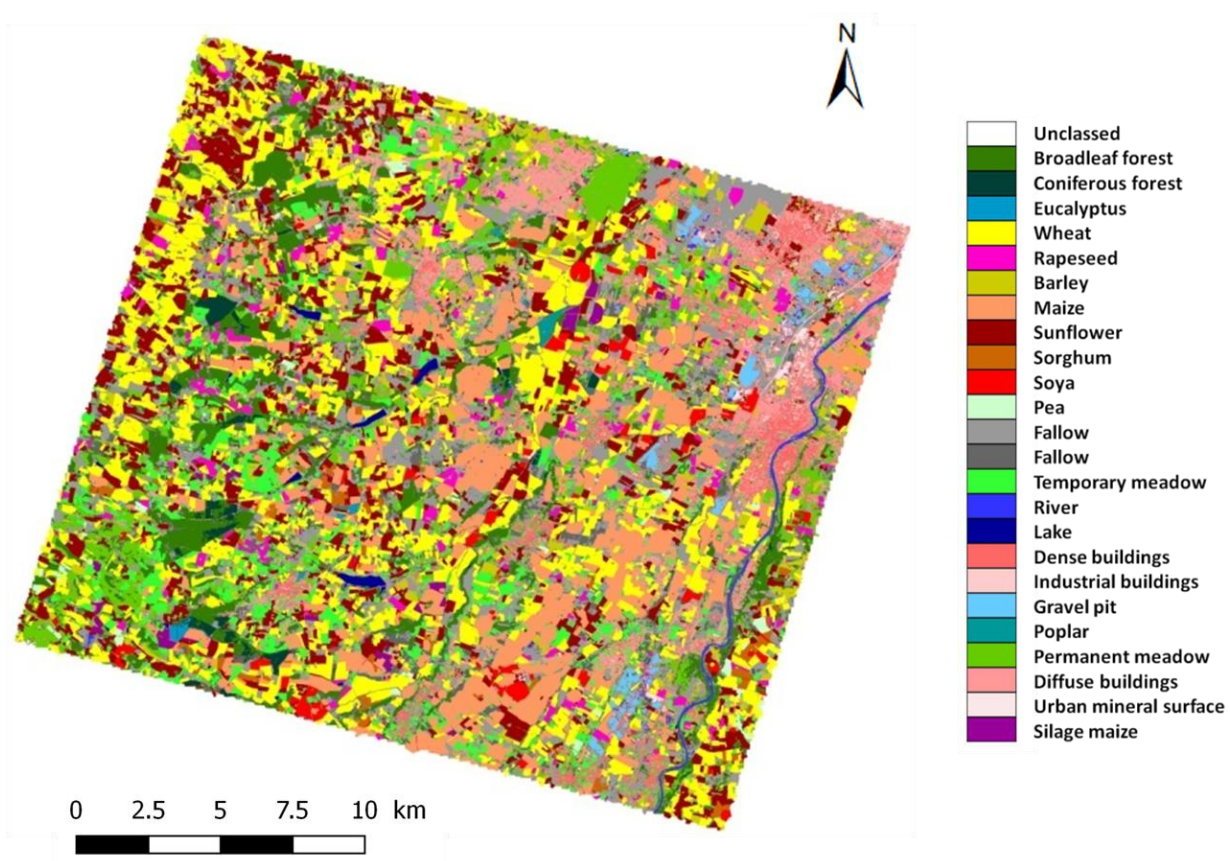 N
Unclassed
Broadleaf forest
Coniferous forest
Eucalyptus
Wheat
Rapeseed
Barley
Maize
Sunflower
Sorghum
Soya
Pea
Fallow
Fallow
Temporary meadow
River
Lake
Dense buildings
Industrial buildings
Gravel pit
Poplar
Permanent meadow
Diffuse buildings
Urban mineral surface
Silage maize
0 2.5 5 7.5 10 km